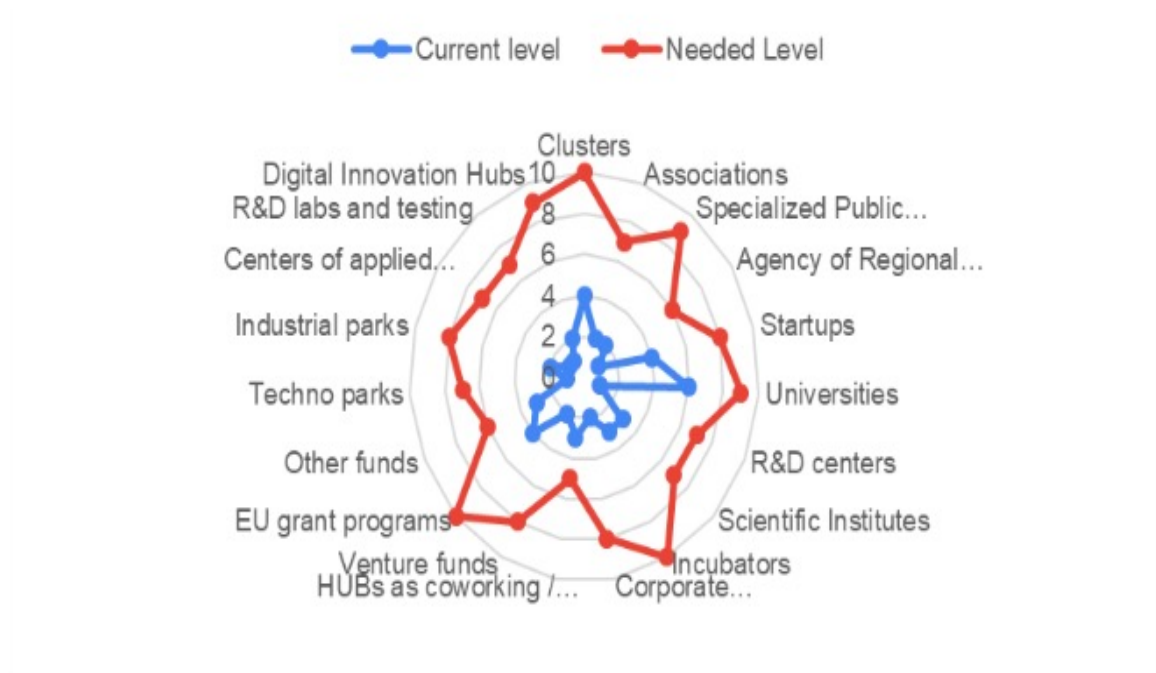 Current level
Needed Level
Clusters
Digital Innovation Hubs
10
Associations
R&D labs and testing
8
Specialized Public...
Centers of applied...
6
Agency of Regional...
4
Industrial parks
2
Startups
0
Techno parks
Universities
Other funds
R&D centers
EU grant programs
Scientific Institutes
Venture funds
Incubators
HUBs as coworking /...
Corporate...